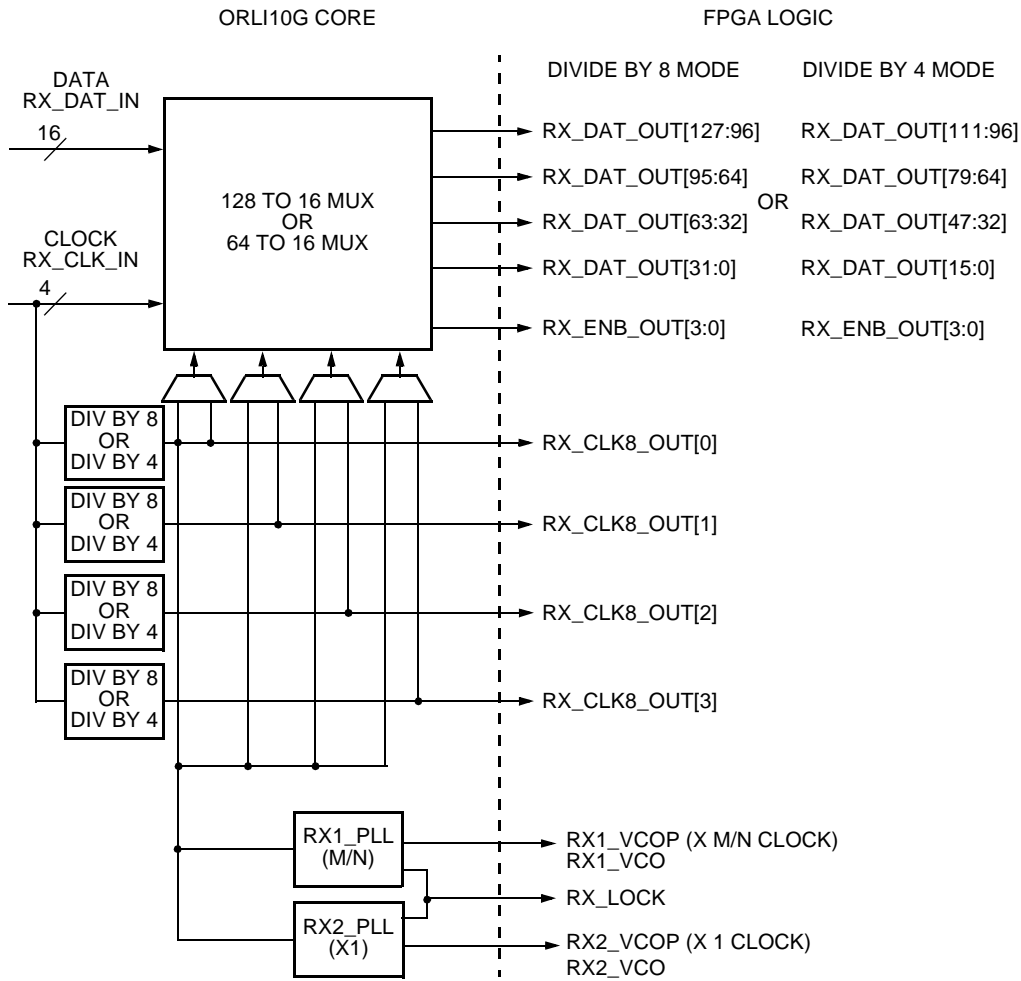 ORLI10G CORE
FPGA LOGIC
DIVIDE BY 8 MODE
DIVIDE BY 4 MODE
DATA
RX_DAT_IN
16
CLOCK
RX_CLK_IN
4
128 TO 16 MUX
OR
64 TO 16 MUX
RX_DAT_OUT[127:96]
RX_DAT_OUT[111:96]
RX_DAT_OUT[95:64]
RX_DAT_OUT[79:64]
OR
RX_DAT_OUT[63:32]
RX_DAT_OUT[47:32]
RX_DAT_OUT[31:0]
RX_DAT_OUT[15:0]
RX_ENB_OUT[3:0]
RX_ENB_OUT[3:0]
DIV BY 8
OR
DIV BY 4
RX_CLK8_OUT[0]
DIV BY 8
OR
DIV BY 4
RX_CLK8_OUT[1]
DIV BY 8
OR
DIV BY 4
RX_CLK8_OUT[2]
DIV BY 8
OR
DIV BY 4
RX_CLK8_OUT[3]
RX1_PLL
(M/N)
RX1_VCOP (X M/N CLOCK)
RX1_VCO
RX_LOCK
RX2_PLL
(X1)
RX2_VCOP (X 1 CLOCK)
RX2_VCO